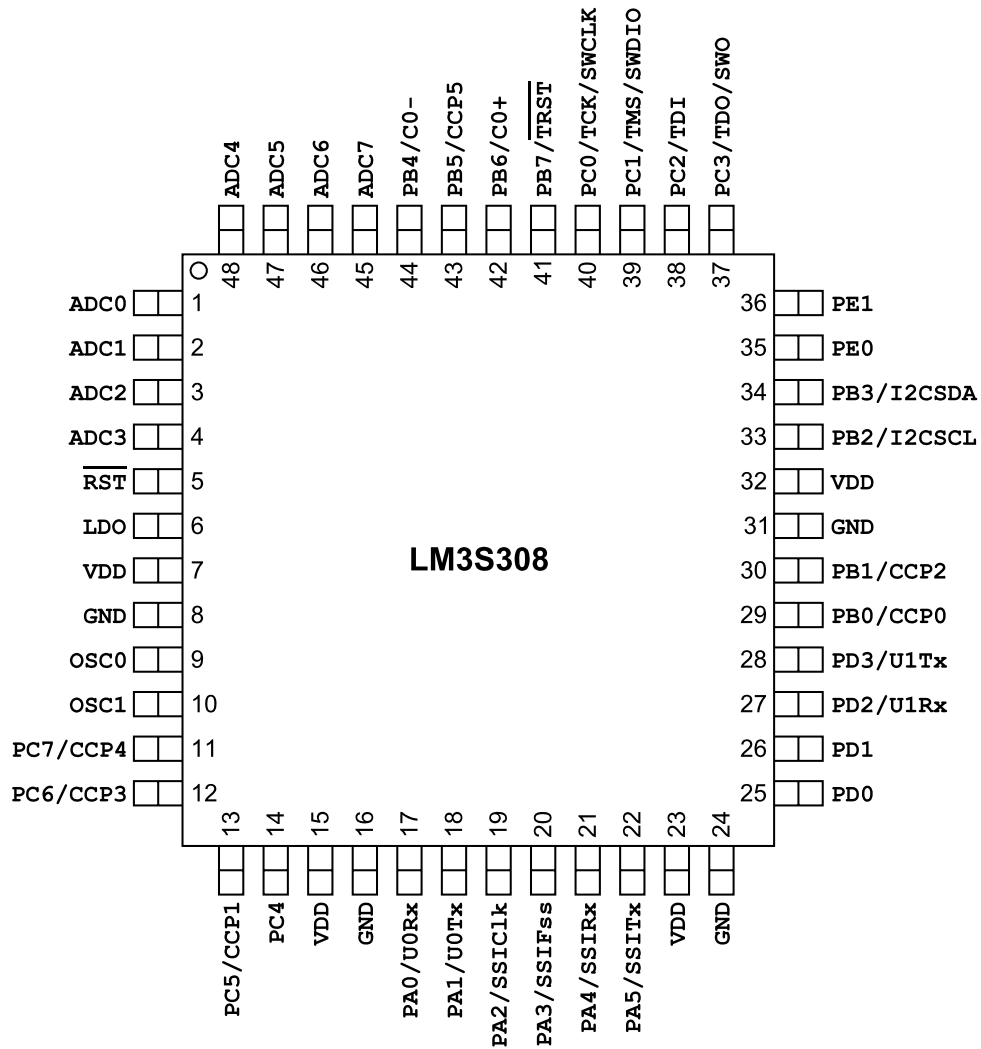 ADC4
ADC5
ADC6
ADC7
PB4/C0-
PB5/CCP5
PB6/C0+
PB7/TRST
PC0/TCK/SWCLK
PC1/TMS/SWDIO
PC2/TDI
PC3/TDO/SWO
48 47 46 45 44 43 42 41 40 39 38 37
ADC0 1 36 PE1
ADC1 2 35 PE0
ADC2 3 34 PB3/I2CSDA
ADC3 4 33 PB2/I2CSCL
RST 5 32 VDD
LDO 6 31 GND
LM3S308
VDD 7 30 PB1/CCP2
GND 8 29 PB0/CCP0
OSC0 9 28 PD3/U1Tx
OSC1 10 27 PD2/U1Rx
PC7/CCP4 11 26 PD1
PC6/CCP3 12 25 PD0
13 14 15 16 17 18 19 20 21 22 23 24
PC5/CCP1
PC4
VDD
GND
PA0/U0Rx
PA1/U0Tx
PA2/SSIClk
PA3/SSIFss
PA4/SSIRx
PA5/SSITx
VDD
GND